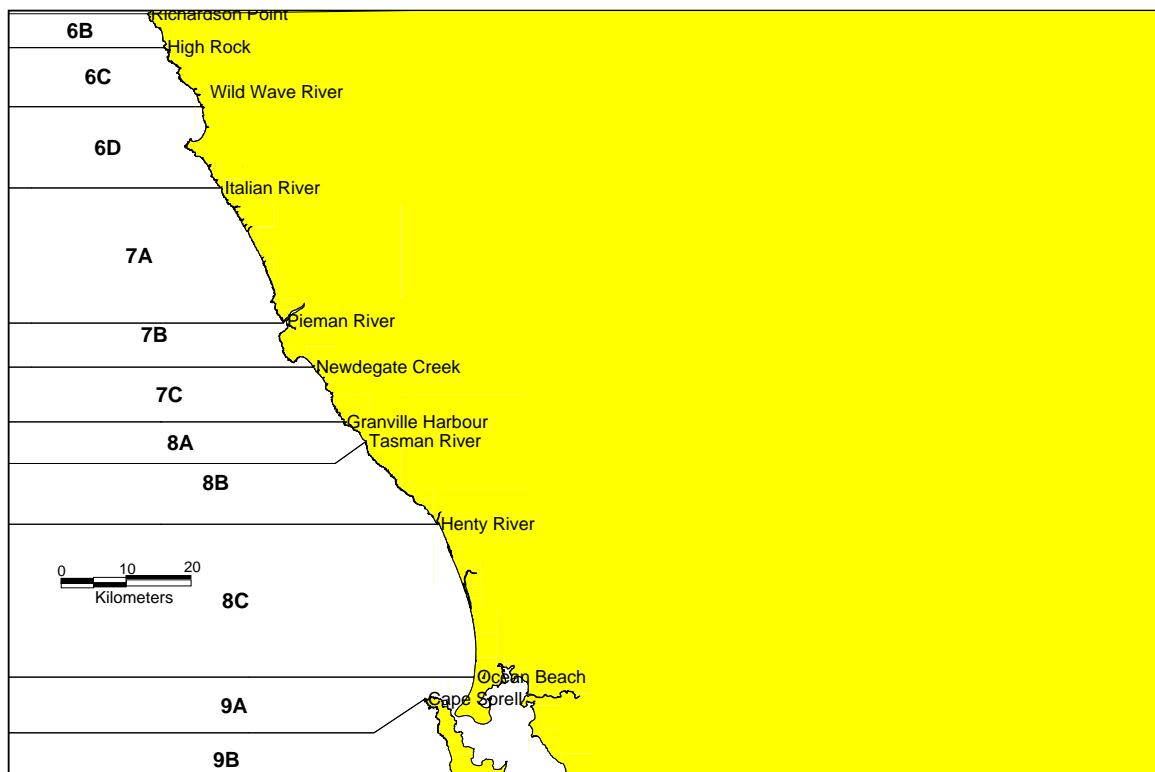 Richardson Point
6B
High Rock
6C
Wild Wave River
6D
Italian River
7A
Pieman River
7B
Newdegate Creek
7C
Granville Harbour
8A
Tasman River
8B
Henty River
0 10 20
Kilometers
8C
Ocean Beach
Cape Sprell
9A
9B